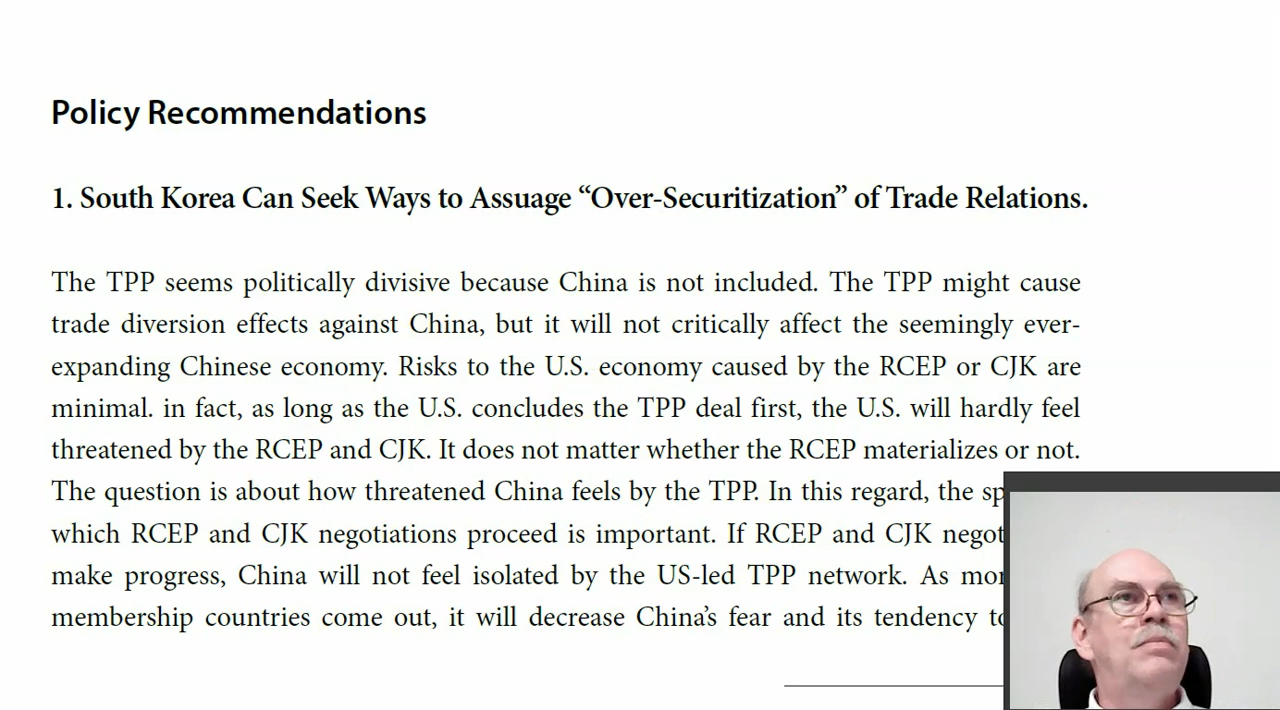 Policy Recommendations
1. South Korea Can Seek Ways to Assuage “Over-Securitization” of Trade Relations.
The TPP seems politically divisive because China is not included. The TPP might cause
trade diversion effects against China, but it will not critically affect the seemingly ever-
expanding Chinese economy. Risks to the U.S. economy caused by the RCEP or CJK are
minimal. in fact, as long as the U.S. concludes the TPP deal first, the U.S. will hardly feel
threatened by the RCEP and CJK. It does not matter whether the RCEP materializes or not.
The question is about how threatened China feels by the TPP. In this regard, the
which RCEP and CJK negotiations proceed is important. If RCEP and CJK
make progress, China will not feel isolated by the US-led TPP network. As
membership countries come out, it will decrease China’s fear and its tendency